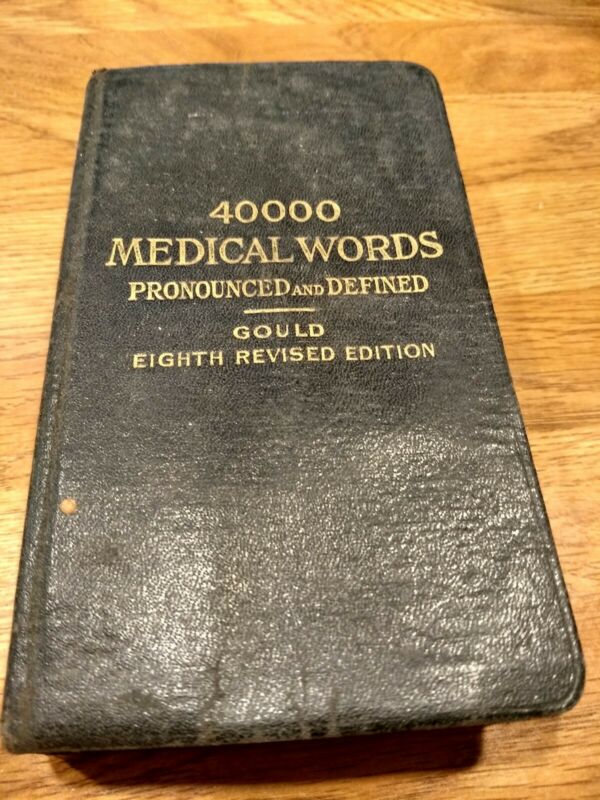 40000
MEDICAL WORDS
PRONOUNCED AND DEFINED
GOULD
EIGHTH REVISED EDITION